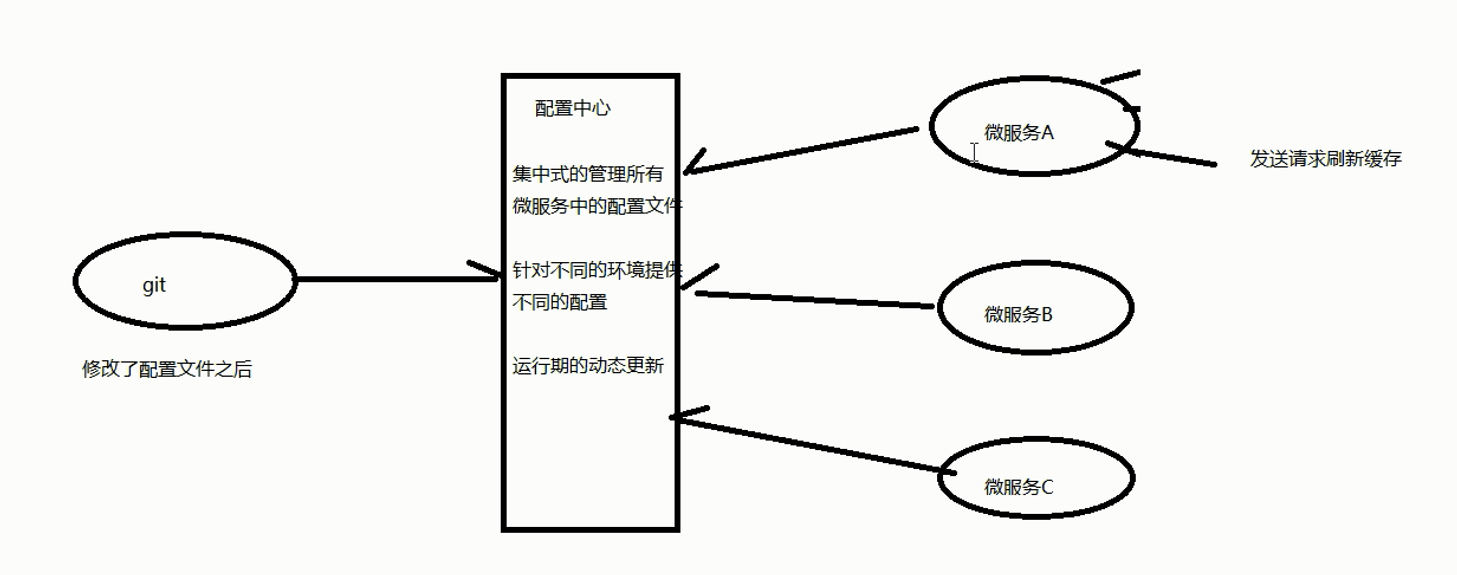 git
修改了配置文件之后
配置中心
集中式的管理所有
微服务中的配置文件
针对不同的环境提供
不同的配置
运行期的动态更新
微服务A
发送请求刷新缓存
微服务B
微服务C